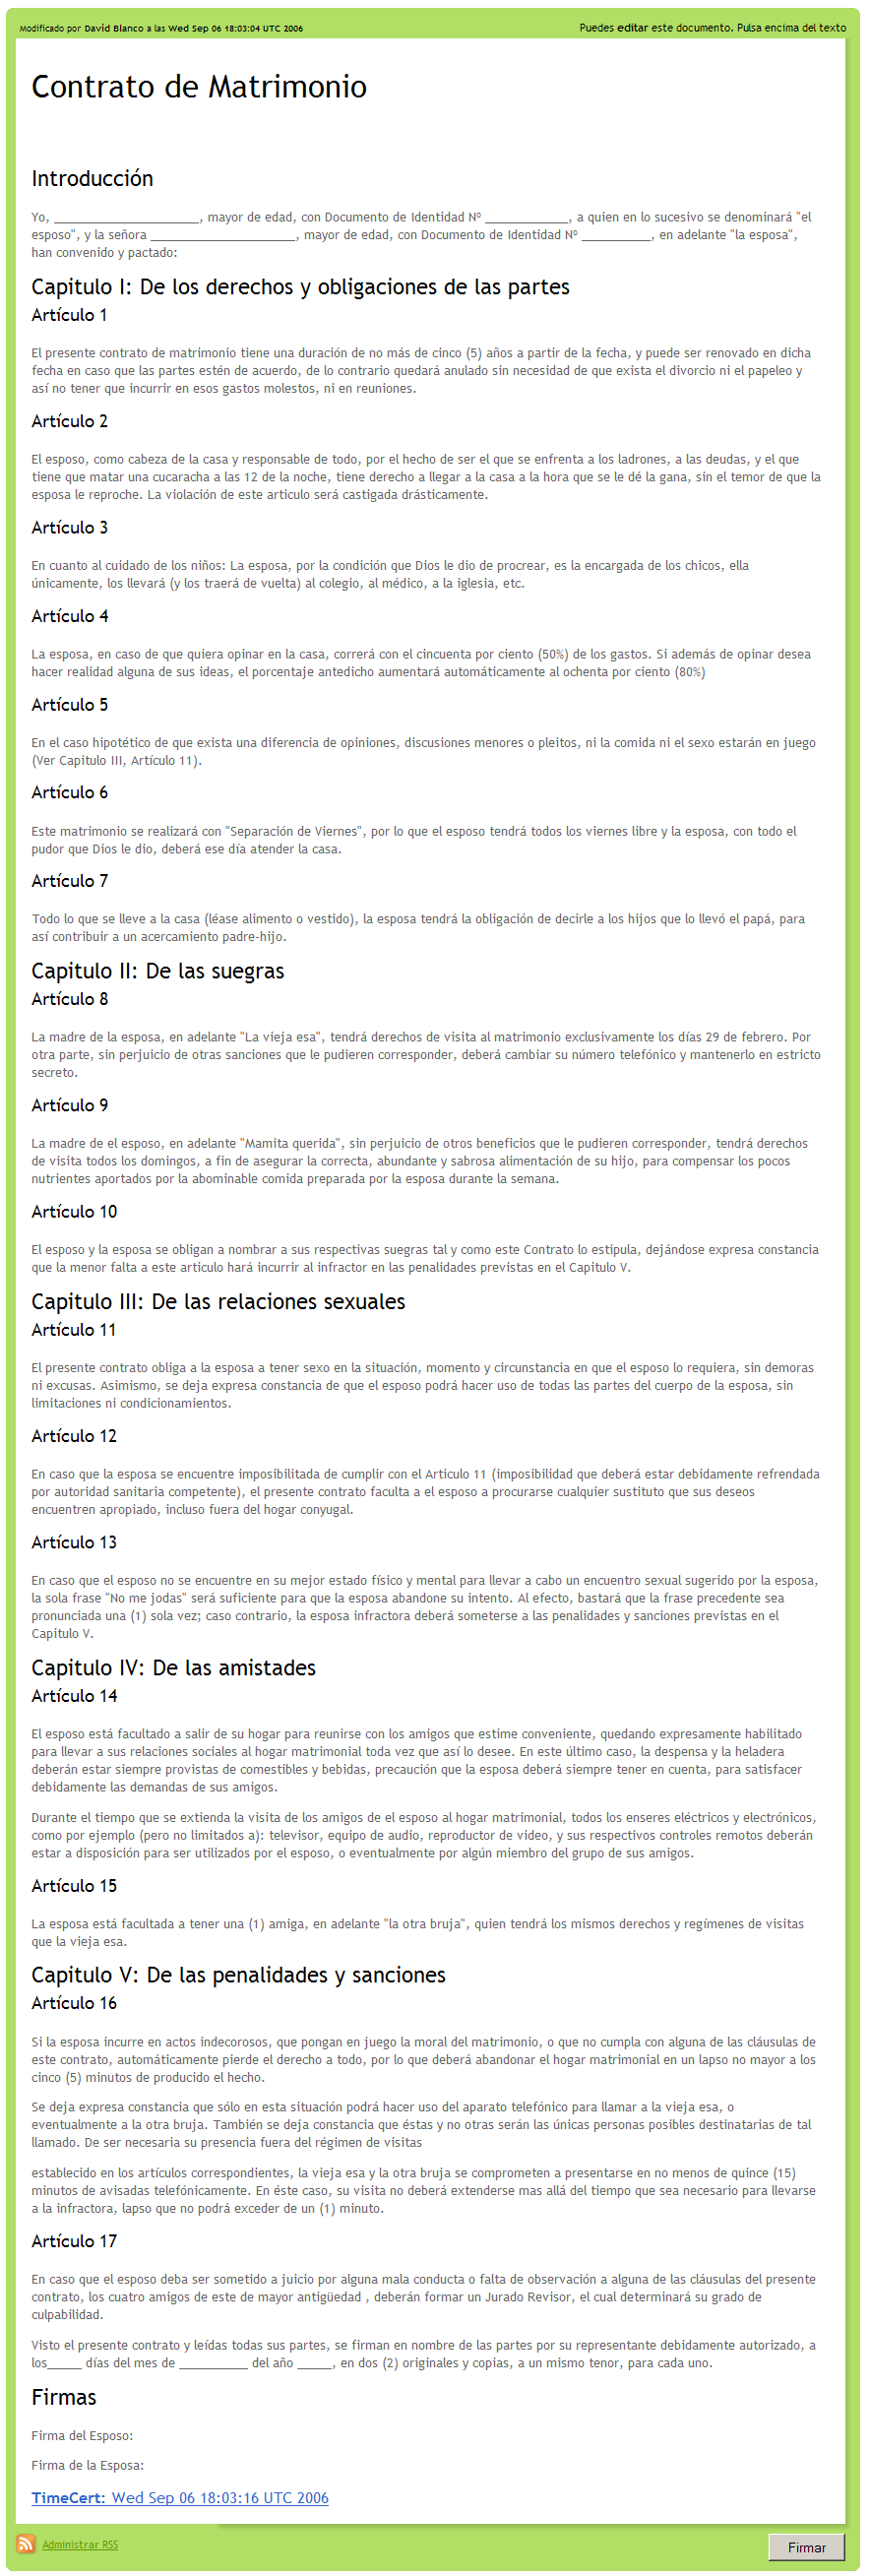 Modificado por David Blanco a las Wed Sep 06 18:03:04 UTC 2006
Puedes editar este documento. Pulsa encima del texto
Contrato de Matrimonio
Introducción
Yo, _____________________, mayor de edad, con Documento de Identidad Nº ____________, a quien en lo sucesivo se denominará "el
esposo", y la señora _____________________, mayor de edad, con Documento de Identidad Nº __________, en adelante "la esposa",
han convenido y pactado:
Capitulo I: De los derechos y obligaciones de las partes
Artículo 1
El presente contrato de matrimonio tiene una duración de no más de cinco (5) años a partir de la fecha, y puede ser renovado en dicha
fecha en caso que las partes estén de acuerdo, de lo contrario quedará anulado sin necesidad de que exista el divorcio ni el papeleo y
así no tener que incurrir en esos gastos molestos, ni en reuniones.
Artículo 2
El esposo, como cabeza de la casa y responsable de todo, por el hecho de ser el que se enfrenta a los ladrones, a las deudas, y el que
tiene que matar una cucaracha a las 12 de la noche, tiene derecho a llegar a la casa a la hora que se le dé la gana, sin el temor de que la
esposa le reproche. La violación de este articulo será castigada drásticamente.
Artículo 3
En cuanto al cuidado de los niños: La esposa, por la condición que Dios le dio de procrear, es la encargada de los chicos, ella
únicamente, los llevará (y los traerá de vuelta) al colegio, al médico, a la iglesia, etc.
Artículo 4
La esposa, en caso de que quiera opinar en la casa, correrá con el cincuenta por ciento (50%) de los gastos. Si además de opinar desea
hacer realidad alguna de sus ideas, el porcentaje antedicho aumentará automáticamente al ochenta por ciento (80%)
Artículo 5
En el caso hipotético de que exista una diferencia de opiniones, discusiones menores o pleitos, ni la comida ni el sexo estarán en juego
(Ver Capitulo III, Artículo 11).
Artículo 6
Este matrimonio se realizará con "Separación de Viernes", por lo que el esposo tendrá todos los viernes libre y la esposa, con todo el
pudor que Dios le dio, deberá ese día atender la casa.
Artículo 7
Todo lo que se lleve a la casa (léase alimento o vestido), la esposa tendrá la obligación de decirle a los hijos que lo llevó el papá, para
así contribuir a un acercamiento padre-hijo.
Capitulo II: De las suegras
Artículo 8
La madre de la esposa, en adelante "La vieja esa", tendrá derechos de visita al matrimonio exclusivamente los días 29 de febrero. Por
otra parte, sin perjuicio de otras sanciones que le pudieren corresponder, deberá cambiar su número telefónico y mantenerlo en estricto
secreto.
Artículo 9
La madre de el esposo, en adelante "Mamita querida", sin perjuicio de otros beneficios que le pudieren corresponder, tendrá derechos
de visita todos los domingos, a fin de asegurar la correcta, abundante y sabrosa alimentación de su hijo, para compensar los pocos
nutrientes aportados por la abominable comida preparada por la esposa durante la semana.
Artículo 10
El esposo y la esposa se obligan a nombrar a sus respectivas suegras tal y como este Contrato lo estipula, dejándose expresa constancia
que la menor falta a este articulo hará incurrir al infractor en las penalidades previstas en el Capitulo V.
Capitulo III: De las relaciones sexuales
Artículo 11
El presente contrato obliga a la esposa a tener sexo en la situación, momento y circunstancia en que el esposo lo requiera, sin demoras
ni excusas. Asimismo, se deja expresa constancia de que el esposo podrá hacer uso de todas las partes del cuerpo de la esposa, sin
limitaciones ni condicionamientos.
Artículo 12
En caso que la esposa se encuentre imposibilitada de cumplir con el Articulo 11 (imposibilidad que deberá estar debidamente refrendada
por autoridad sanitaria competente), el presente contrato faculta a el esposo a procurarse cualquier sustituto que sus deseos
encuentren apropiado, incluso fuera del hogar conyugal.
Artículo 13
En caso que el esposo no se encuentre en su mejor estado físico y mental para llevar a cabo un encuentro sexual sugerido por la esposa,
la sola frase "No me jodas" será suficiente para que la esposa abandone su intento. Al efecto, bastará que la frase precedente sea
pronunciada una (1) sola vez; caso contrario, la esposa infractora deberá someterse a las penalidades y sanciones previstas en el
Capitulo V.
Capitulo IV: De las amistades
Artículo 14
El esposo está facultado a salir de su hogar para reunirse con los amigos que estime conveniente, quedando expresamente habilitado
para llevar a sus relaciones sociales al hogar matrimonial toda vez que así lo desee. En este último caso, la despensa y la heladera
deberán estar siempre provistas de comestibles y bebidas, precaución que la esposa deberá siempre tener en cuenta, para satisfacer
debidamente las demandas de sus amigos.
Durante el tiempo que se extienda la visita de los amigos de el esposo al hogar matrimonial, todos los enseres eléctricos y electrónicos,
como por ejemplo (pero no limitados a): televisor, equipo de audio, reproductor de video, y sus respectivos controles remotos deberán
estar a disposición para ser utilizados por el esposo, o eventualmente por algún miembro del grupo de sus amigos.
Artículo 15
La esposa está facultada a tener una (1) amiga, en adelante "la otra bruja", quien tendrá los mismos derechos y regímenes de visitas
que la vieja esa.
Capitulo V: De las penalidades y sanciones
Artículo 16
Si la esposa incurre en actos indecorosos, que pongan en juego la moral del matrimonio, o que no cumpla con alguna de las cláusulas de
este contrato, automáticamente pierde el derecho a todo, por lo que deberá abandonar el hogar matrimonial en un lapso no mayor a los
cinco (5) minutos de producido el hecho.
Se deja expresa constancia que sólo en esta situación podrá hacer uso del aparato telefónico para llamar a la vieja esa, o
eventualmente a la otra bruja. También se deja constancia que éstas y no otras serán las únicas personas posibles destinatarias de tal
llamado. De ser necesaria su presencia fuera del régimen de visitas
establecido en los artículos correspondientes, la vieja esa y la otra bruja se comprometen a presentarse en no menos de quince (15)
minutos de avisadas telefónicamente. En éste caso, su visita no deberá extenderse mas allá del tiempo que sea necesario para llevarse
a la infractora, lapso que no podrá exceder de un (1) minuto.
Artículo 17
En caso que el esposo deba ser sometido a juicio por alguna mala conducta o falta de observación a alguna de las cláusulas del presente
contrato, los cuatro amigos de este de mayor antigüedad , deberán formar un Jurado Revisor, el cual determinará su grado de
culpabilidad.
Visto el presente contrato y leídas todas sus partes, se firman en nombre de las partes por su representante debidamente autorizado, a
los_____ días del mes de __________ del año _____, en dos (2) originales y copias, a un mismo tenor, para cada uno.
Firmas
Firma del Esposo:
Firma de la Esposa:
TimeCert: Wed Sep 06 18:03:16 UTC 2006
Administrar RSS
Firmar